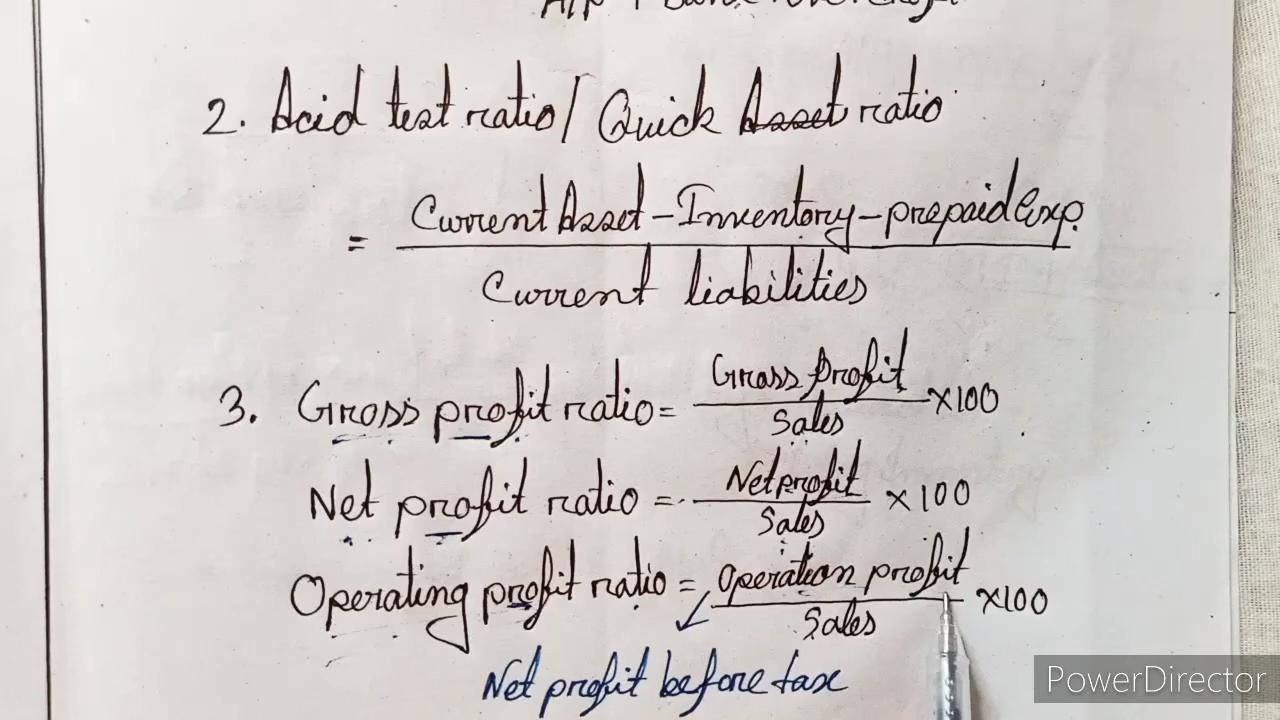 2. Acid test ratio / Quick Asset ratio
= Current Asset - Inventory - prepaid Exp.
Current liabilities
3. Gross profit ratio = Gross profit × 100
Sales
Net profit ratio = Net profit × 100
Sales
Operating profit ratio = Operation profit × 100
Sales
Net profit before tax
PowerDirector